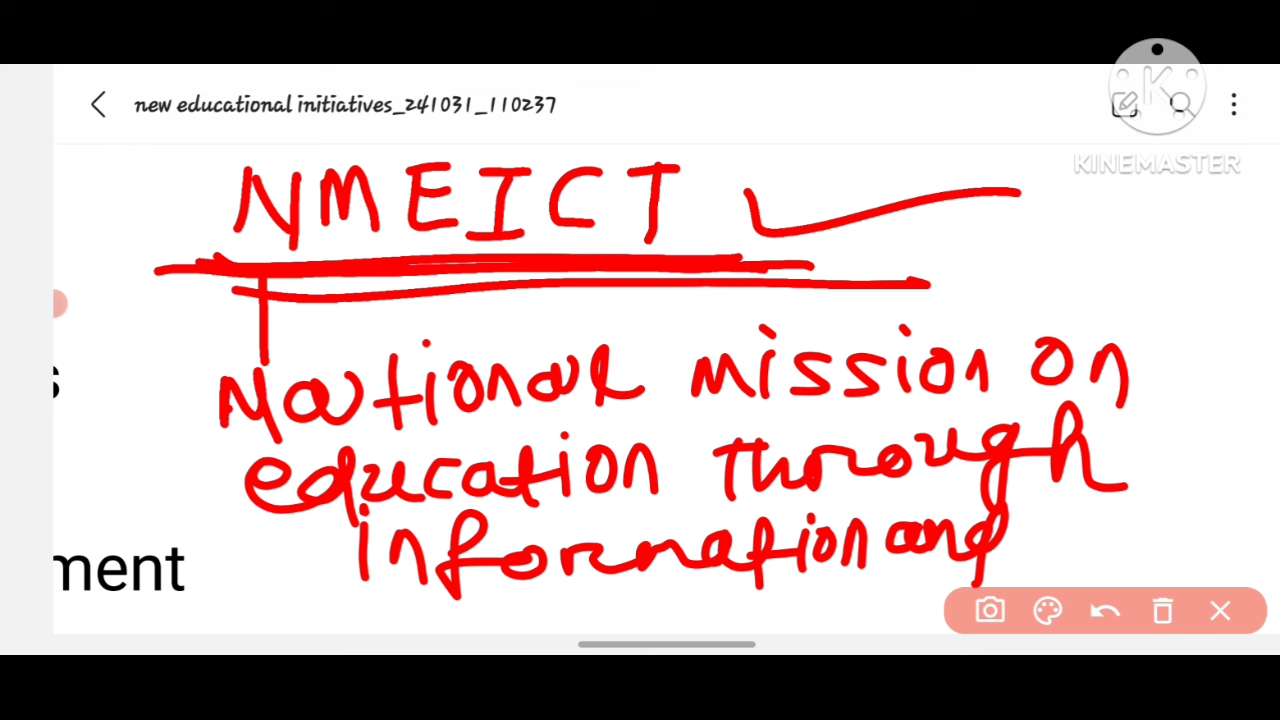 new educational initiatives_241031_110237
KINEMASTER
NMEICT
National mission on
education through
information and
s
ment